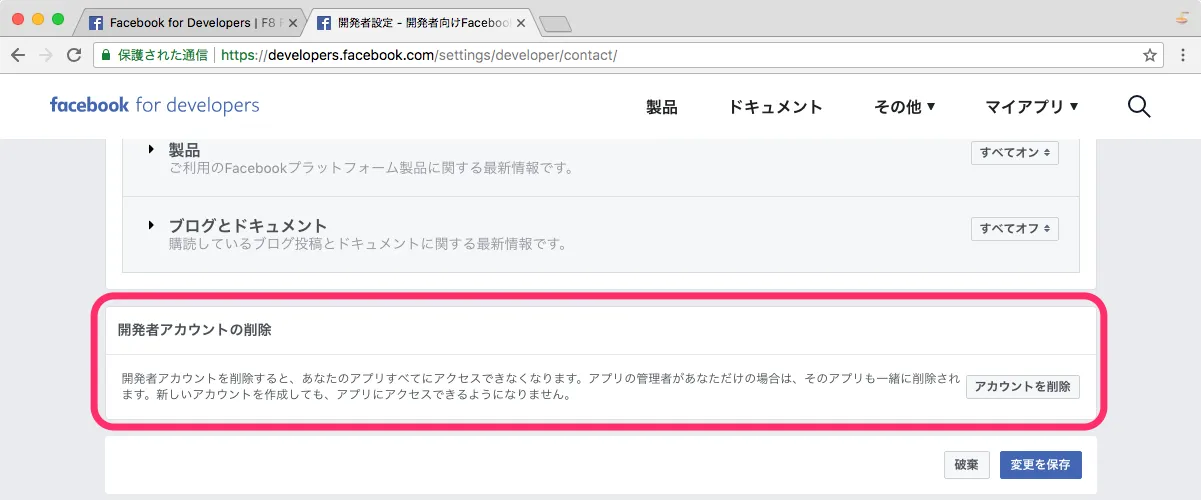 Facebook for Developers | F8 F
開発者設定 - 開発者向けFacebook
保護された通信 | https://developers.facebook.com/settings/developer/contact/
facebook for developers 製品 ドキュメント その他 ▼ マイアプリ ▼
製品 すべてオン
ご利用のFacebookプラットフォーム製品に関する最新情報です。
ブログとドキュメント すべてオフ
購読しているブログ投稿とドキュメントに関する最新情報です。
開発者アカウントの削除
開発者アカウントを削除すると、あなたのアプリすべてにアクセスできなくなります。アプリの管理者があなただけの場合は、そのアプリも一緒に削除され
ます。新しいアカウントを作成しても、アプリにアクセスできるようになりません。
アカウントを削除
破棄 変更を保存